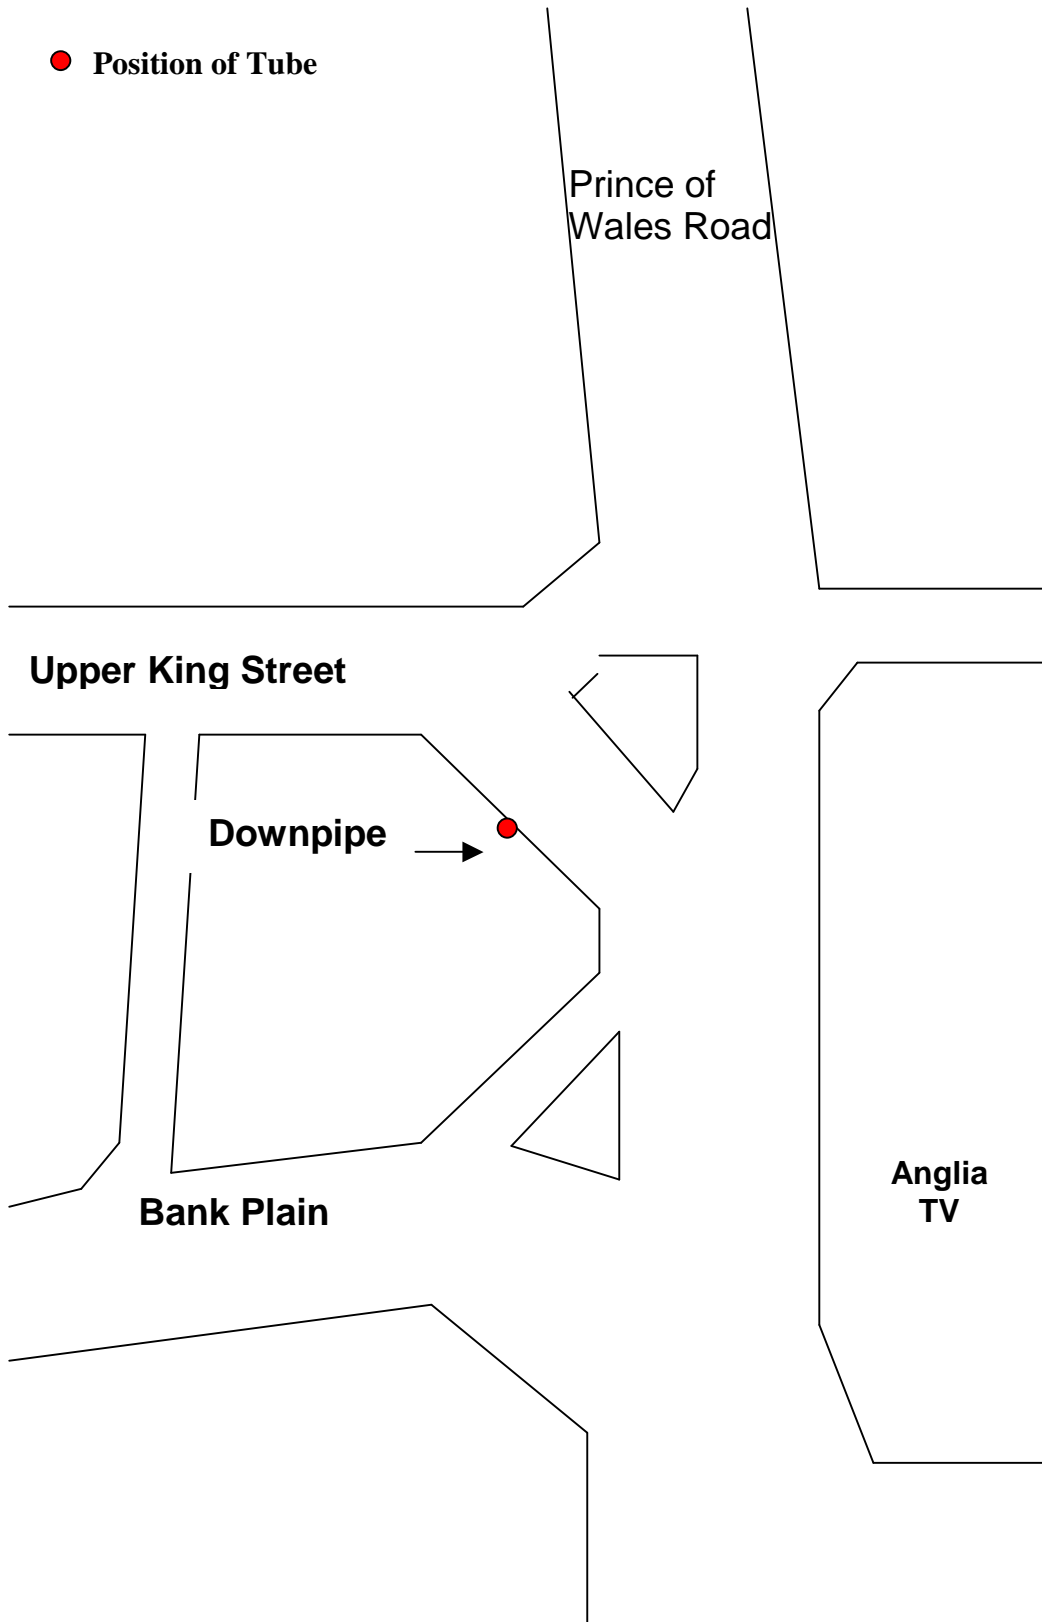 Position of Tube
Prince of
Wales Road
Upper King Street
Downpipe
Anglia
TV
Bank Plain